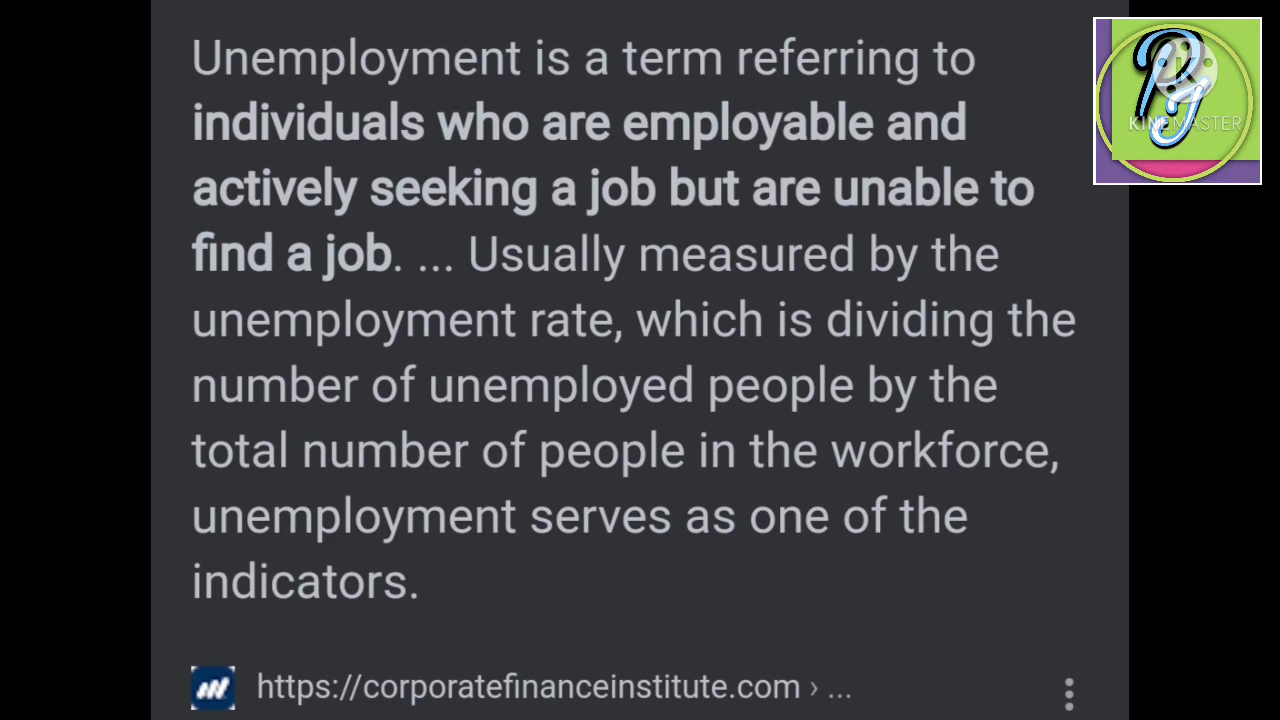 Unemployment is a term referring to
individuals who are employable and
actively seeking a job but are unable to
find a job. ... Usually measured by the
unemployment rate, which is dividing the
number of unemployed people by the
total number of people in the workforce,
unemployment serves as one of the
indicators.
https://corporatefinanceinstitute.com › ...
KINEMASTER